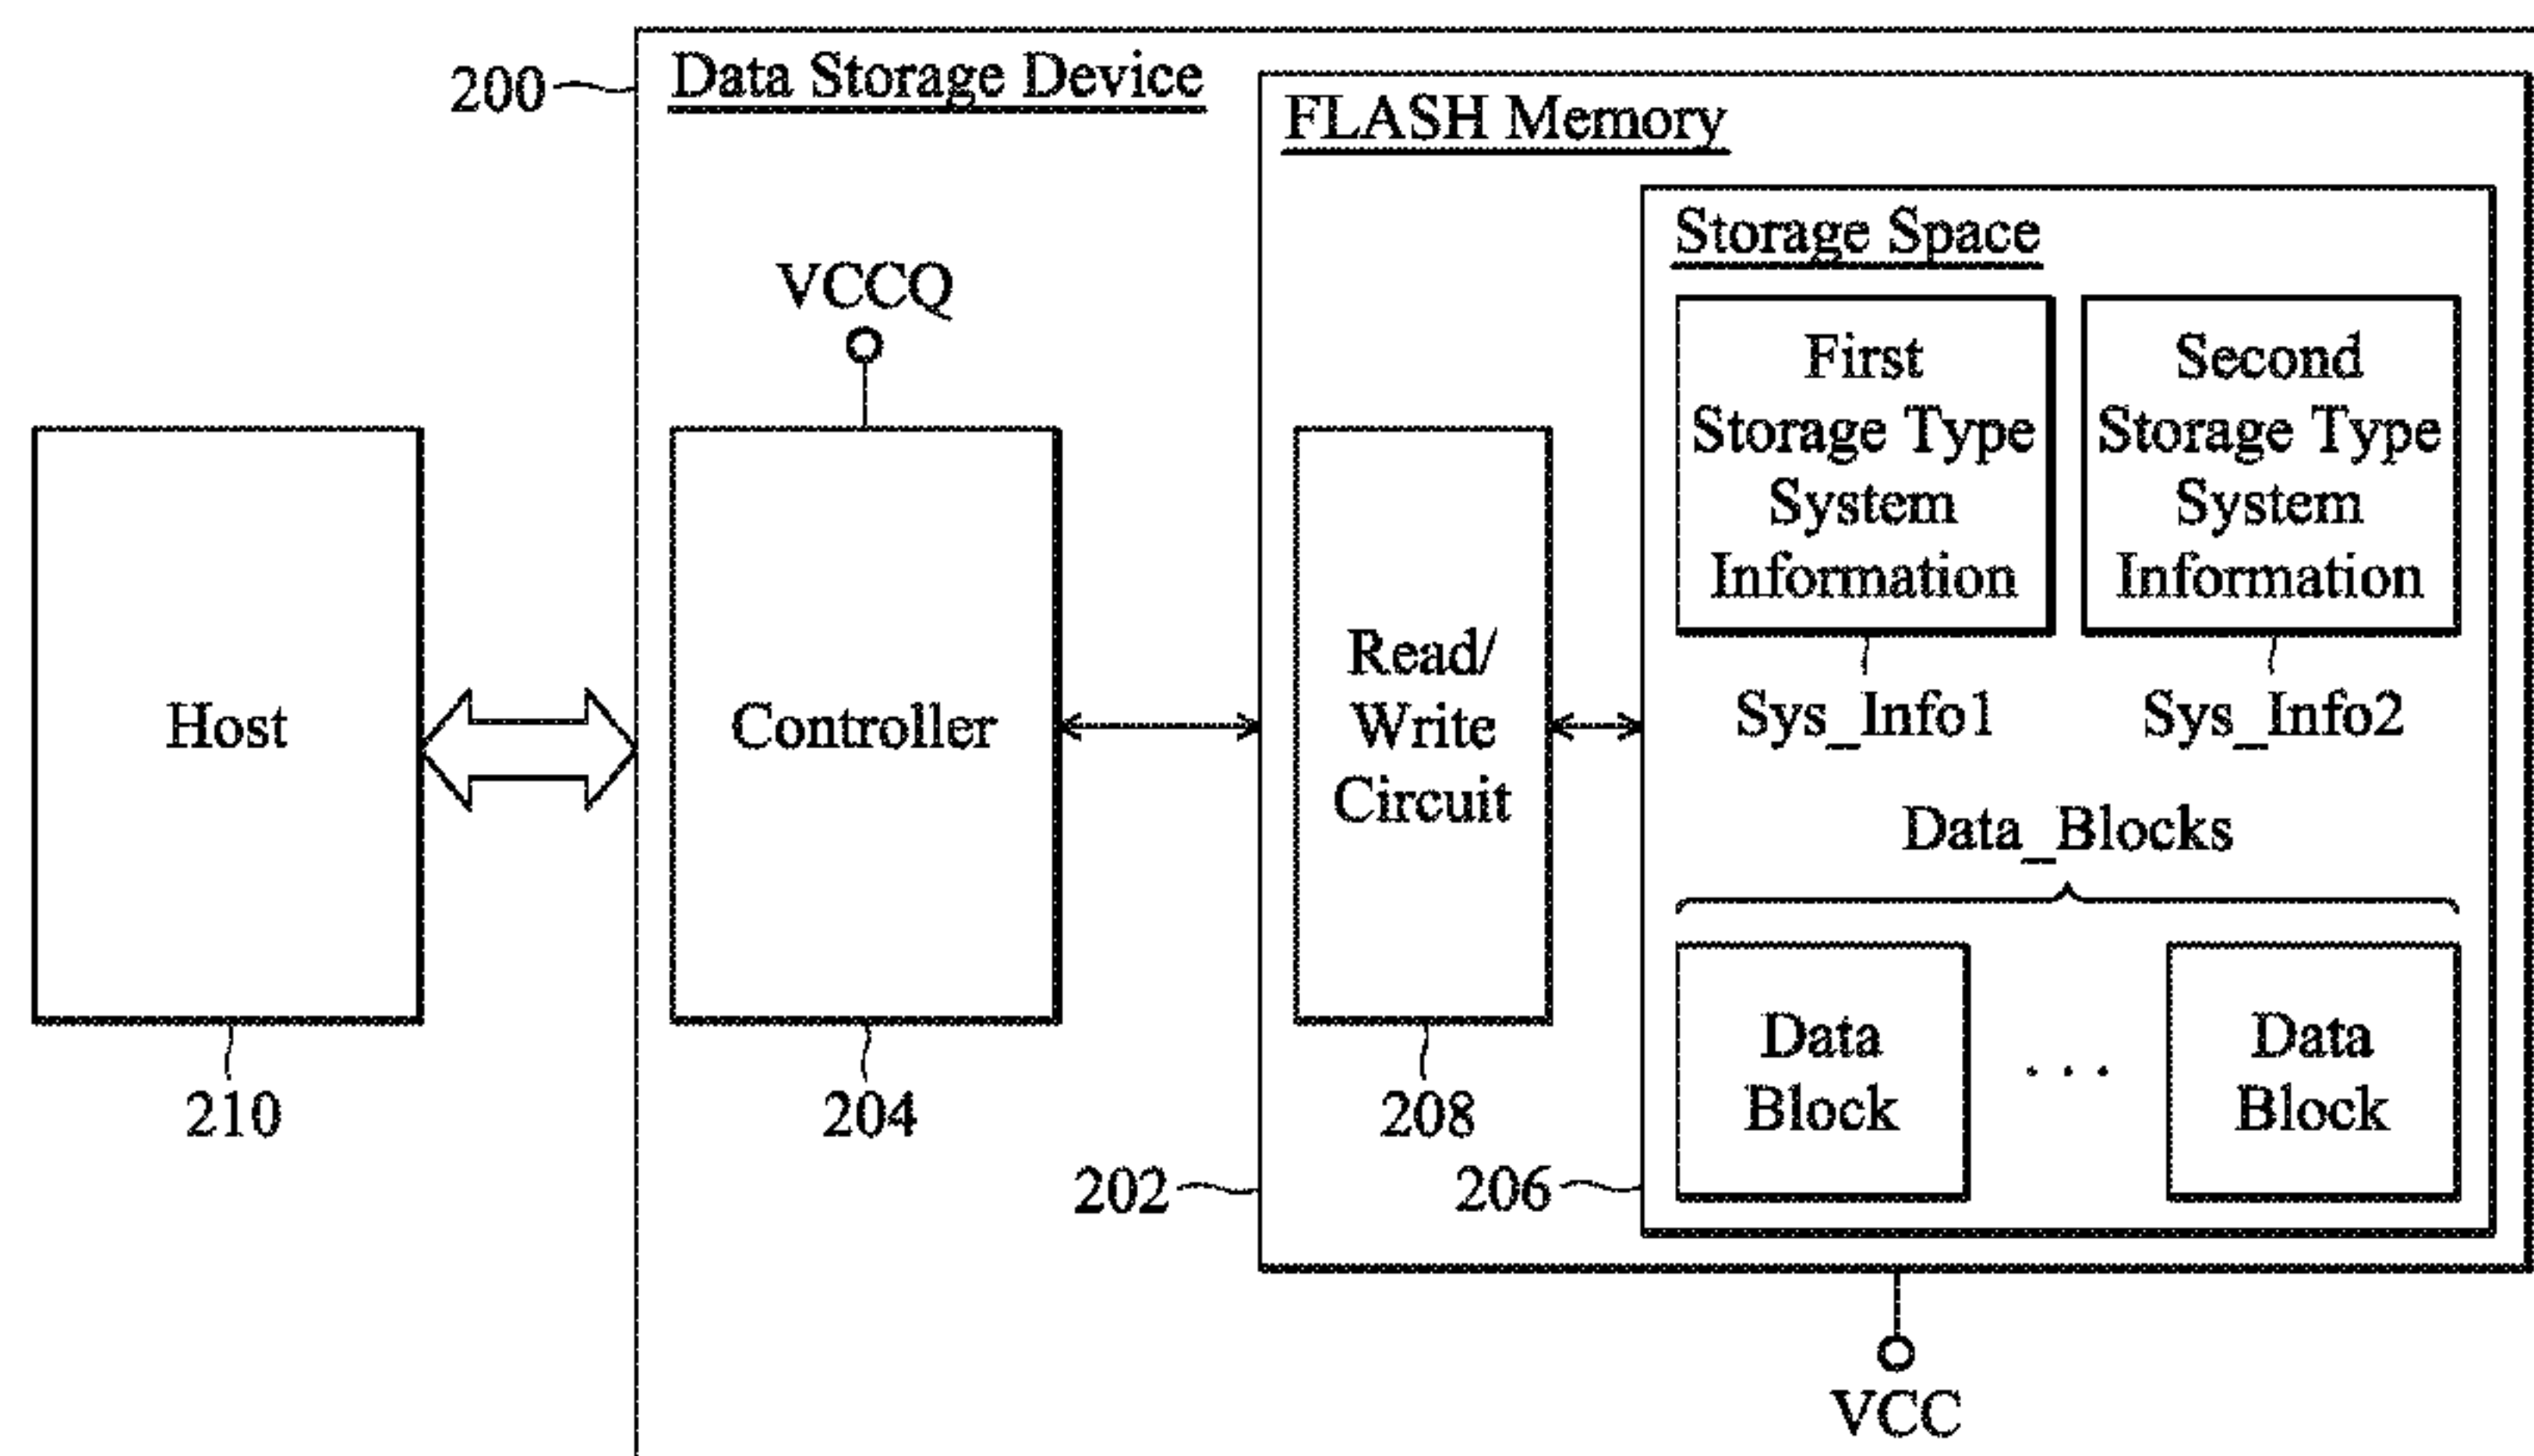 200
Data Storage Device
FLASH Memory
Storage Space
VCCQ
First
Storage Type
System
Information
Second
Storage Type
System
Information
Sys_Info1
Sys_Info2
Host
Controller
Read/
Write
Circuit
Data_Blocks
Data
Block
. . .
Data
Block
210
204
208
202
206
VCC